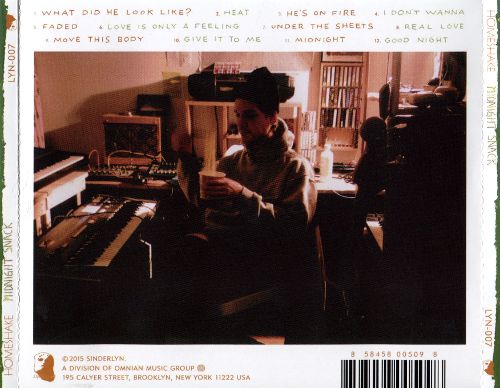 1. WHAT DID HE LOOK LIKE? 2. HEAT 3. HE'S ON FIRE 4. I DON'T WANNA
5. FADED 6. LOVE IS ONLY A FEELING 7. UNDER THE SHEETS 8. REAL LOVE
9. MOVE THIS BODY 10. GIVE IT TO ME 11. MIDNIGHT 12. GOOD NIGHT
LYN-007
HOMESHAKE MIDNIGHT SNACK
HOMESHAKE MIDNIGHT SNACK
LYN-007
© 2015 SINDERLYN.
A DIVISION OF OMNIAN MUSIC GROUP
195 CALYER STREET, BROOKLYN, NEW YORK 11222 USA
8 58458 00509 8